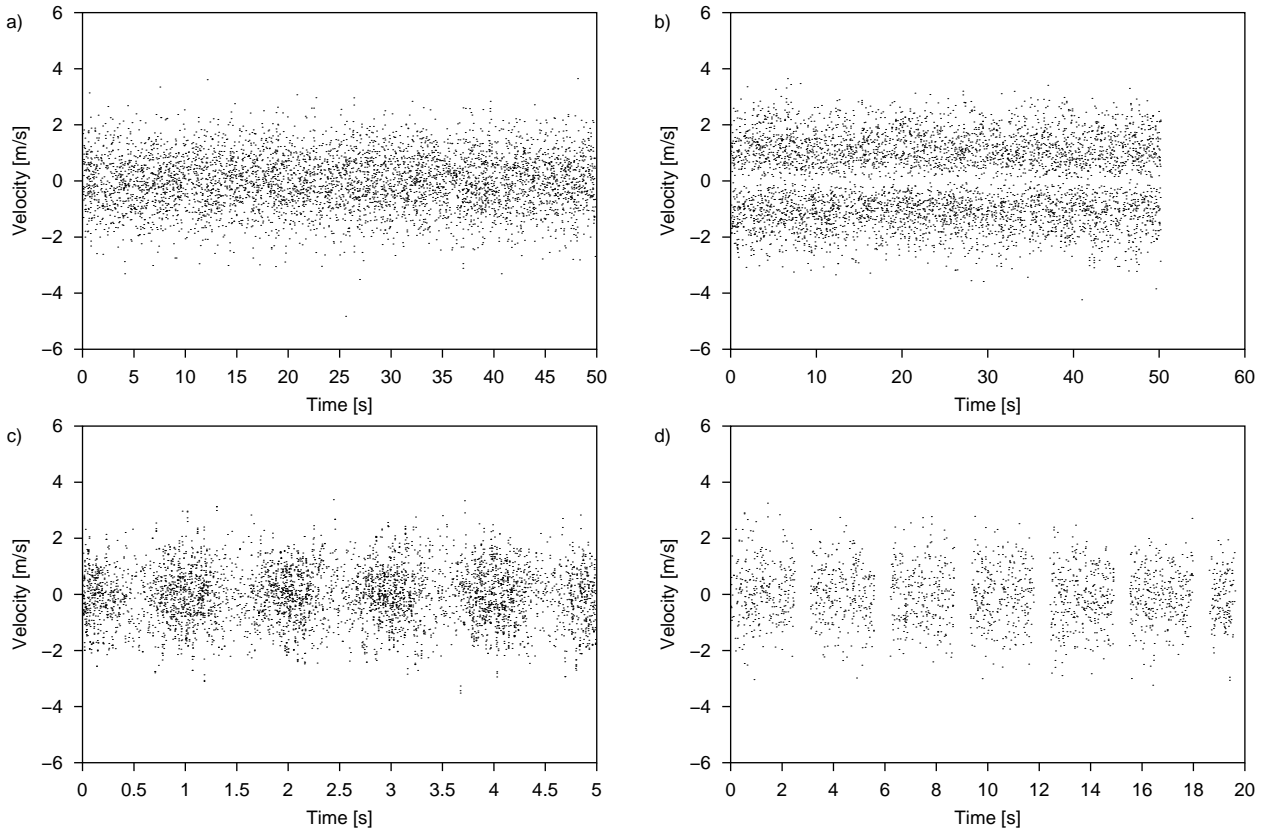 a)
6
4
2
0
–2
–4
–6
Velocity [m/s]
0 5 10 15 20 25 30 35 40 45 50
Time [s]
b)
6
4
2
0
–2
–4
–6
Velocity [m/s]
0 10 20 30 40 50 60
Time [s]
c)
6
4
2
0
–2
–4
–6
Velocity [m/s]
0 0.5 1 1.5 2 2.5 3 3.5 4 4.5 5
Time [s]
d)
6
4
2
0
–2
–4
–6
Velocity [m/s]
0 2 4 6 8 10 12 14 16 18 20
Time [s]